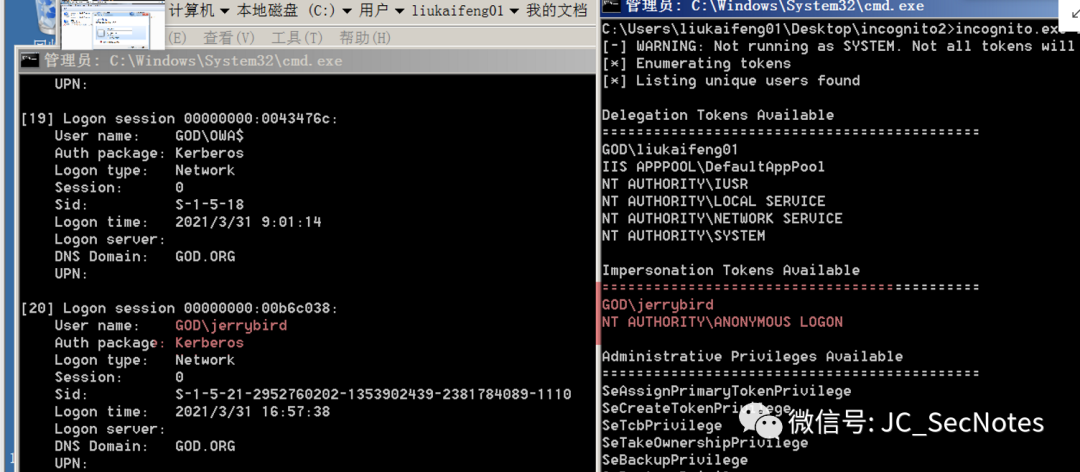 计算机 ▼ 本地磁盘 (C:) ▼ 用户 ▼ liukaifeng01 ▼ 我的文档
(E) 查看(V) 工具(T) 帮助(H)
管理员: C:\Windows\System32\cmd.exe
UPN:
[19] Logon session 00000000:0043476c:
User name: GOD\OWA$
Auth package: Kerberos
Logon type: Network
Session: 0
Sid: S-1-5-18
Logon time: 2021/3/31 9:01:14
Logon server:
DNS Domain: GOD.ORG
UPN:
[20] Logon session 00000000:00b6c038:
User name: GOD\jerrybird
Auth package: Kerberos
Logon type: Network
Session: 0
Sid: S-1-5-21-2952760202-1353902439-2381784089-1110
Logon time: 2021/3/31 16:57:38
Logon server:
DNS Domain: GOD.ORG
UPN:
管理员: C:\Windows\System32\cmd.exe
C:\Users\liukaifeng01\Desktop\incognito2>incognito.exe
[-] WARNING: Not running as SYSTEM. Not all tokens will
[*] Enumerating tokens
[*] Listing unique users found
Delegation Tokens Available
============================================
GOD\liukaifeng01
IIS APPPOOL\DefaultAppPool
NT AUTHORITY\IUSR
NT AUTHORITY\LOCAL SERVICE
NT AUTHORITY\NETWORK SERVICE
NT AUTHORITY\SYSTEM
Impersonation Tokens Available
============================================
GOD\jerrybird
NT AUTHORITY\ANONYMOUS LOGON
Administrative Privileges Available
============================================
SeAssignPrimaryTokenPrivilege
SeCreateTokenPrivilege
SeTcbPrivilege
SeTakeOwnershipPrivilege
SeBackupPrivilege
微信号: JC_SecNotes